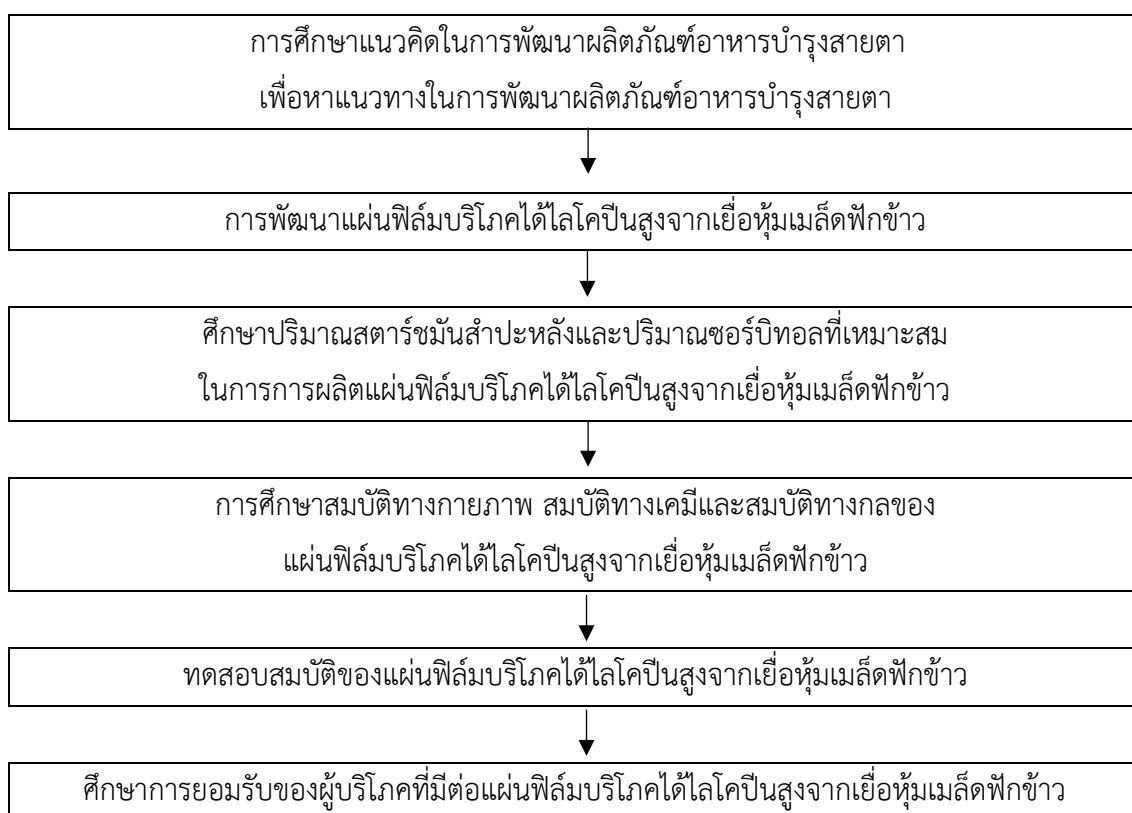 การศึกษาแนวคิดในการพัฒนาผลิตภัณฑ์อาหารบำรุงสายตา
เพื่อหาแนวทางในการพัฒนาผลิตภัณฑ์อาหารบำรุงสายตา
การพัฒนาแผ่นฟิล์มบริโภคได้ไลโคปีนสูงจากเยื่อหุ้มเมล็ดฟักข้าว
ศึกษาปริมาณสตาร์ชมันสำปะหลังและปริมาณซอร์บิทอลที่เหมาะสม
ในการการผลิตแผ่นฟิล์มบริโภคได้ไลโคปีนสูงจากเยื่อหุ้มเมล็ดฟักข้าว
การศึกษาสมบัติทางกายภาพ สมบัติทางเคมีและสมบัติทางกลของ
แผ่นฟิล์มบริโภคได้ไลโคปีนสูงจากเยื่อหุ้มเมล็ดฟักข้าว
ทดสอบสมบัติของแผ่นฟิล์มบริโภคได้ไลโคปีนสูงจากเยื่อหุ้มเมล็ดฟักข้าว
ศึกษาการยอมรับของผู้บริโภคที่มีต่อแผ่นฟิล์มบริโภคได้ไลโคปีนสูงจากเยื่อหุ้มเมล็ดฟักข้าว